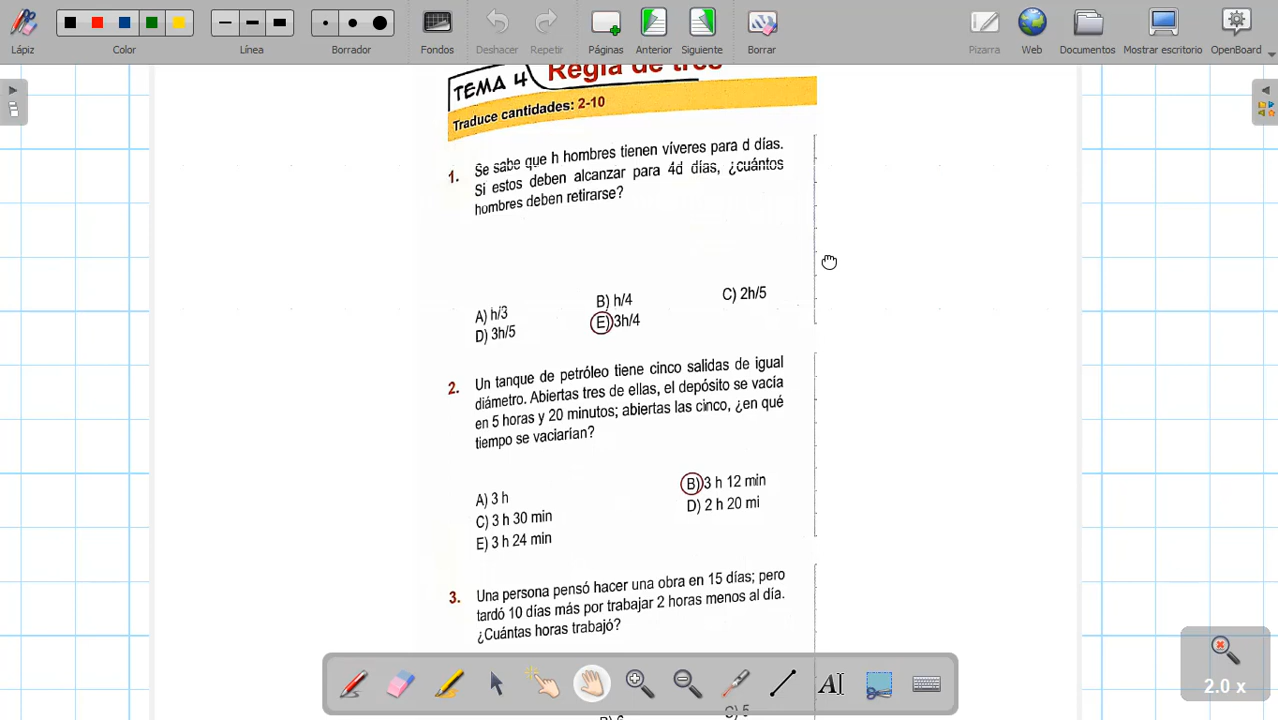 Lápiz
Color
Línea
Borrador
Fondos
Deshacer
Repetir
Páginas
Anterior
Siguiente
Borrar
Pizarra
Web
Documentos
Mostrar escritorio
OpenBoard
TEMA 4
Regla de tres
Traduce cantidades: 2-10
1. Se sabe que h hombres tienen víveres para d días.
Si estos deben alcanzar para 4d días, ¿cuántos
hombres deben retirarse?
A) h/3
B) h/4
C) 2h/5
D) 3h/5
E) 3h/4
2. Un tanque de petróleo tiene cinco salidas de igual
diámetro. Abiertas tres de ellas, el depósito se vacía
en 5 horas y 20 minutos; abiertas las cinco, ¿en qué
tiempo se vaciarían?
A) 3 h
B) 3 h 12 min
C) 3 h 30 min
D) 2 h 20 mi
E) 3 h 24 min
3. Una persona pensó hacer una obra en 15 días; pero
tardó 10 días más por trabajar 2 horas menos al día.
¿Cuántas horas trabajó?
B) 6
C) 5
AI
2.0 x